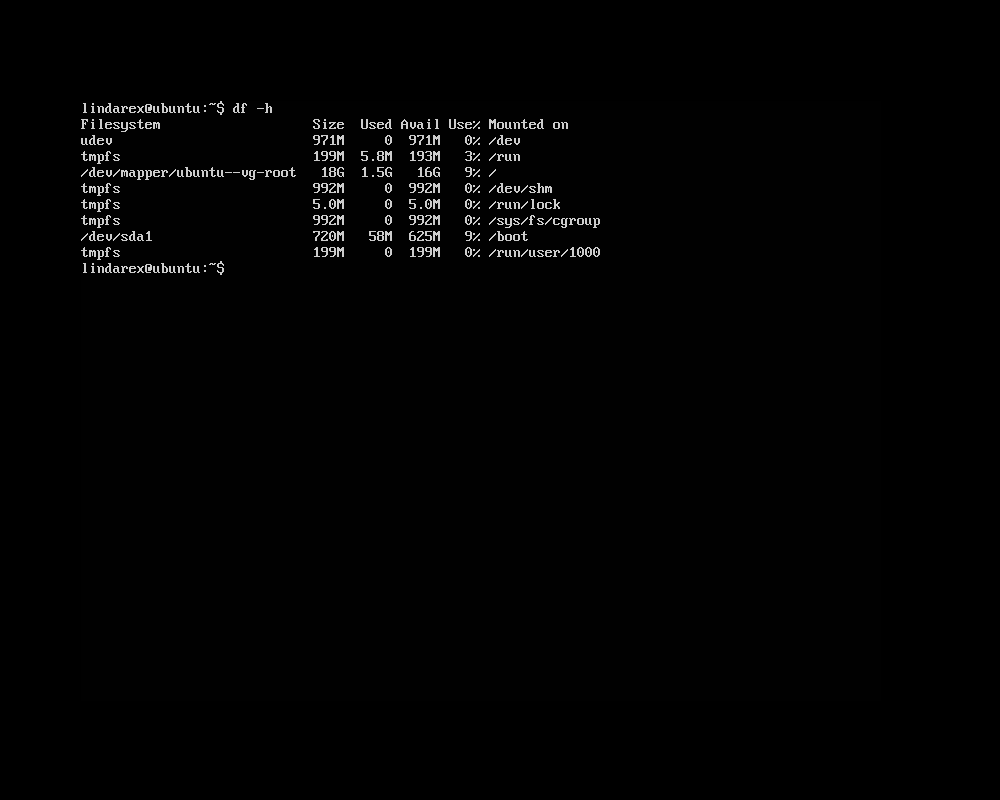 lindarex@ubuntu:~$ df -h
Filesystem                   Size  Used Avail Use% Mounted on
udev                         971M     0  971M   0% /dev
tmpfs                        199M  5.8M  193M   3% /run
/dev/mapper/ubuntu--vg-root   18G  1.5G   16G   9% /
tmpfs                        992M     0  992M   0% /dev/shm
tmpfs                        5.0M     0  5.0M   0% /run/lock
tmpfs                        992M     0  992M   0% /sys/fs/cgroup
/dev/sda1                    720M   58M  625M   9% /boot
tmpfs                        199M     0  199M   0% /run/user/1000
lindarex@ubuntu:~$